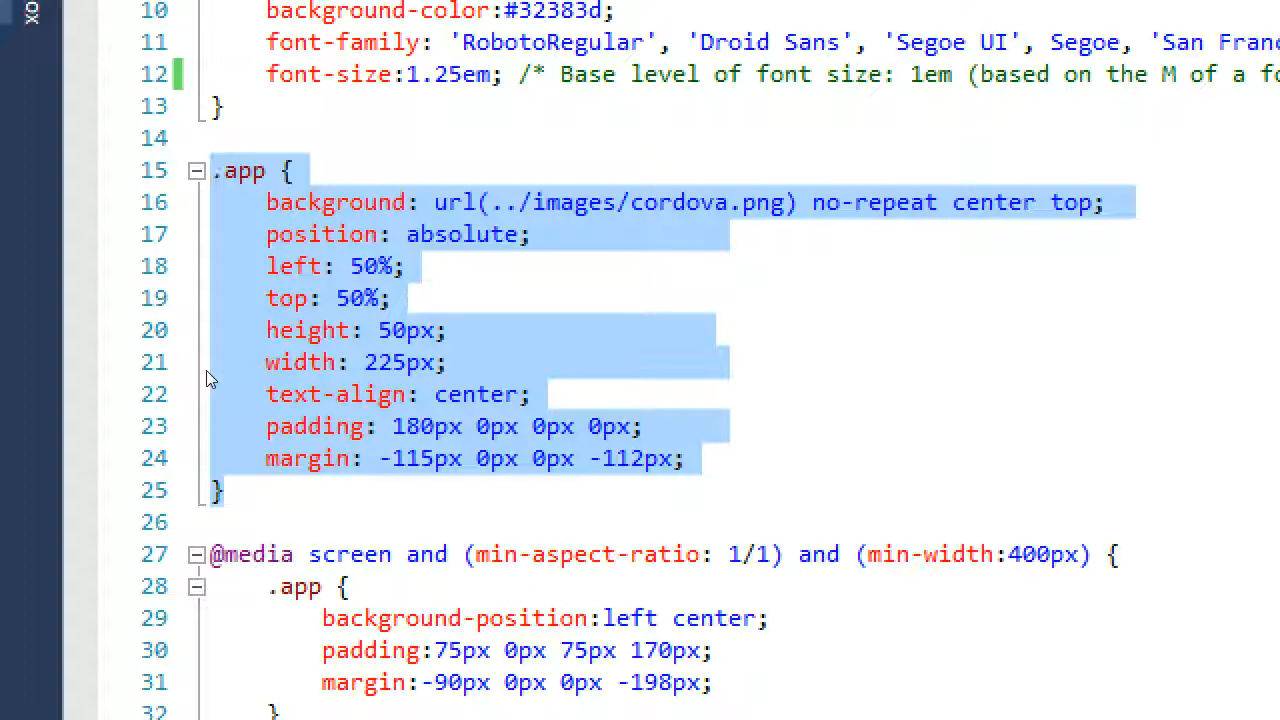 ox
10 background-color:#32383d;
11 font-family: 'RobotoRegular', 'Droid Sans', 'Segoe UI', Segoe, 'San Franc
12 font-size:1.25em; /* Base level of font size: 1em (based on the M of a fo
13 }
14
15 .app {
16 background: url(../images/cordova.png) no-repeat center top;
17 position: absolute;
18 left: 50%;
19 top: 50%;
20 height: 50px;
21 width: 225px;
22 text-align: center;
23 padding: 180px 0px 0px 0px;
24 margin: -115px 0px 0px -112px;
25 }
26
27 @media screen and (min-aspect-ratio: 1/1) and (min-width:400px) {
28 .app {
29 background-position:left center;
30 padding:75px 0px 75px 170px;
31 margin:-90px 0px 0px -198px;
32 }